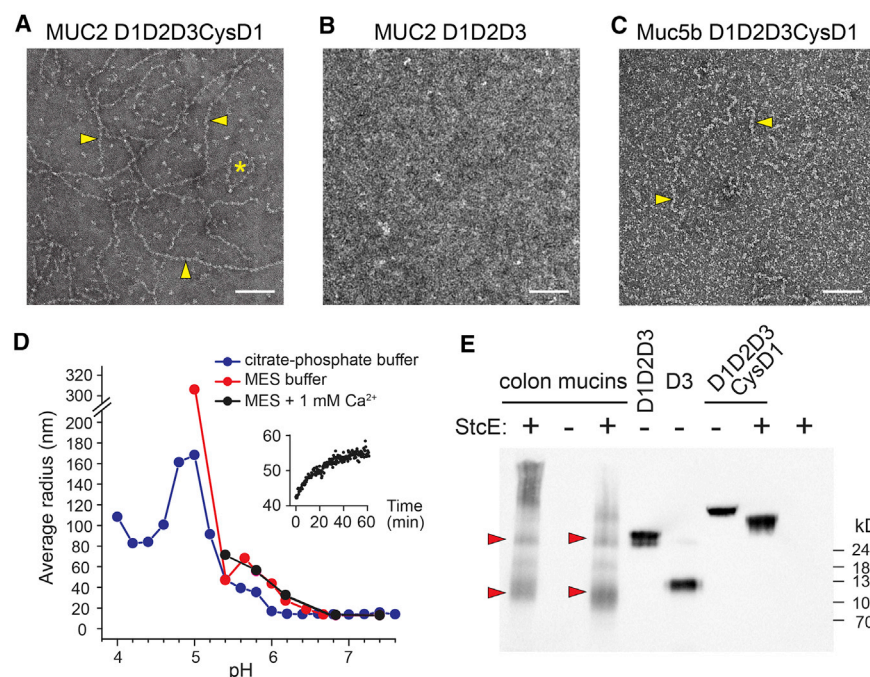 A
MUC2 D1D2D3CysD1
B
MUC2 D1D2D3
C
Muc5b D1D2D3CysD1
*
D
citrate-phosphate buffer
MES buffer
MES + 1 mM Ca²⁺
Average radius (nm)
320
300
200
180
160
140
120
100
80
60
40
20
0
4
5
6
7
pH
60
50
40
0
20
40
60
Time
(min)
E
colon mucins
D1D2D3
D3
D1D2D3
CysD1
StcE: + - + - - - + +
kD
24
18
13
10
70